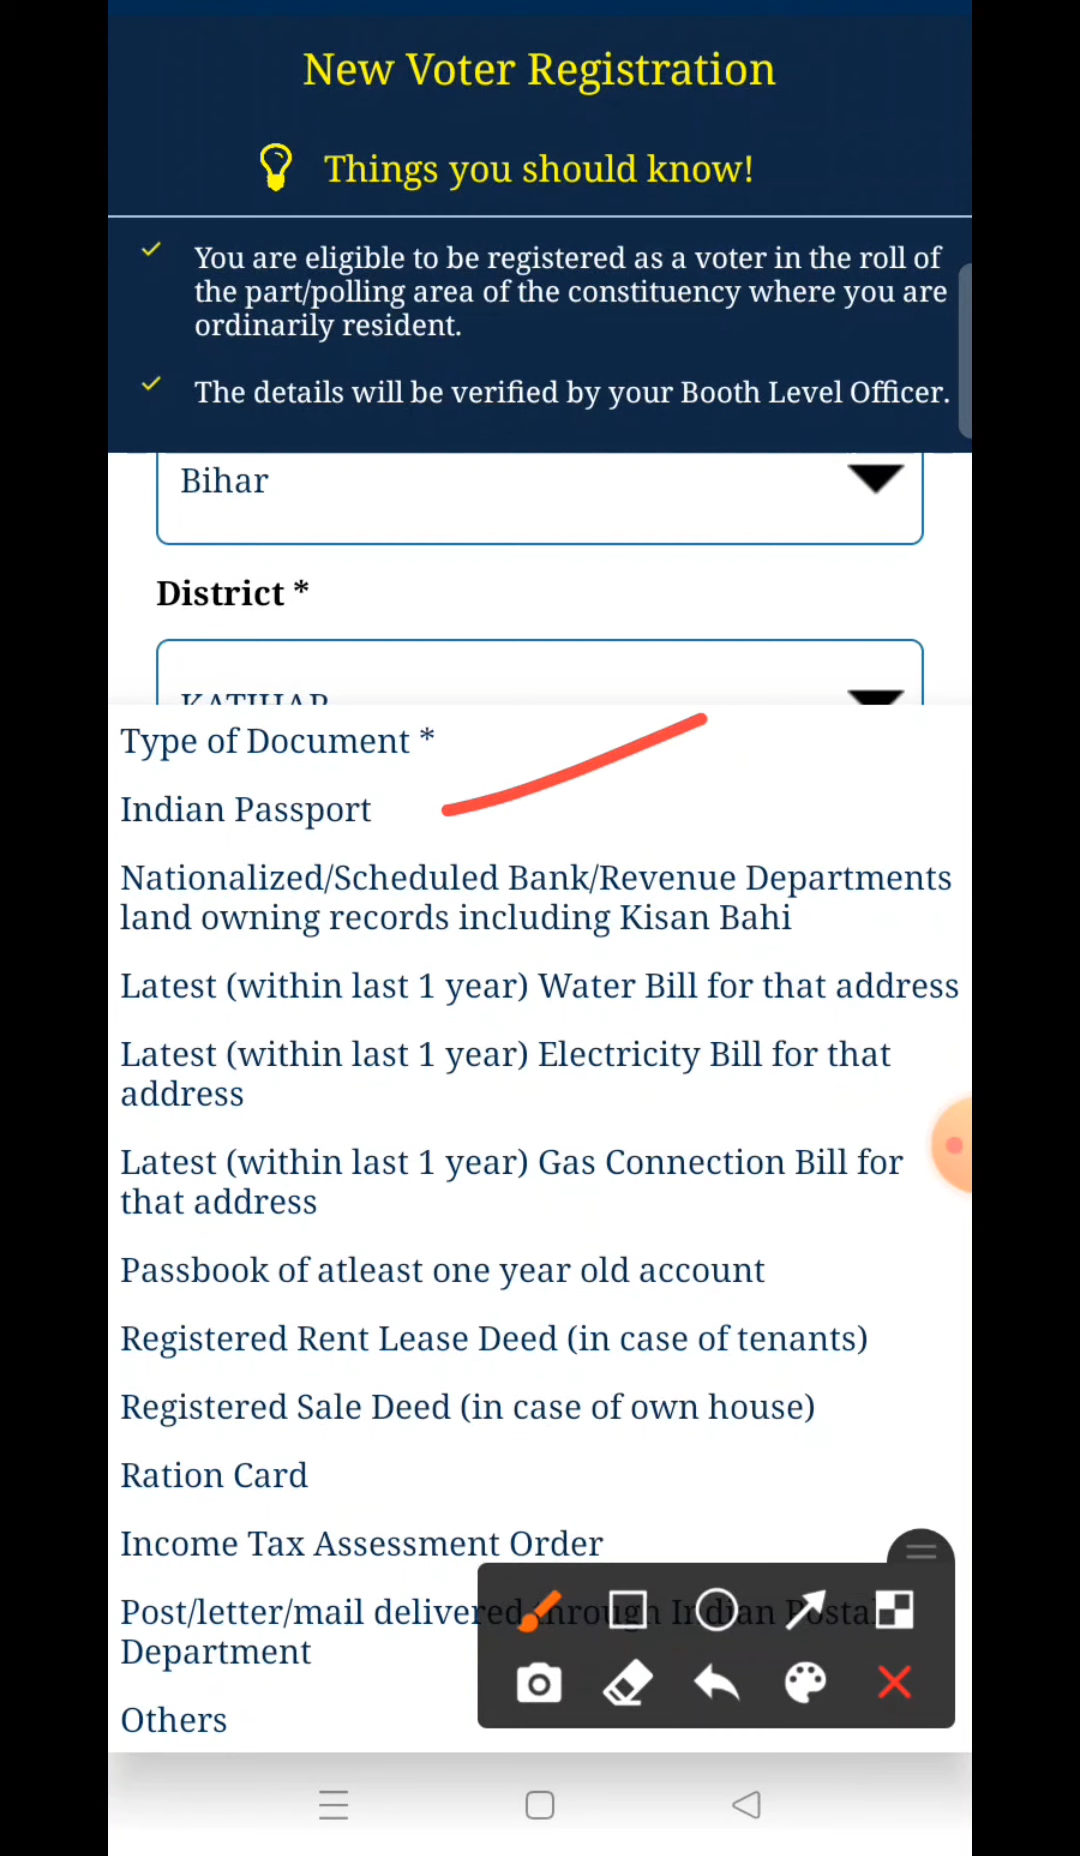 New Voter Registration
Things you should know!
You are eligible to be registered as a voter in the roll of
the part/polling area of the constituency where you are
ordinarily resident.
The details will be verified by your Booth Level Officer.
Bihar
District *
KATIHAR
Type of Document *
Indian Passport
Nationalized/Scheduled Bank/Revenue Departments
land owning records including Kisan Bahi
Latest (within last 1 year) Water Bill for that address
Latest (within last 1 year) Electricity Bill for that
address
Latest (within last 1 year) Gas Connection Bill for
that address
Passbook of atleast one year old account
Registered Rent Lease Deed (in case of tenants)
Registered Sale Deed (in case of own house)
Ration Card
Income Tax Assessment Order
Post/letter/mail delivered through Indian Postal
Department
Others